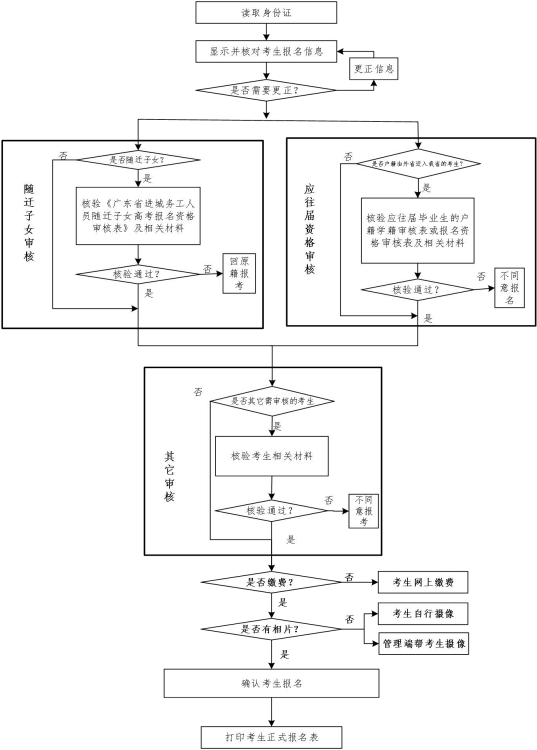 读取身份证
显示并核对考生报名信息
更正信息
是否需要更正？
随迁子女审核
否
是否随迁子女？
是
核验《广东省进城务工人
员随迁子女高考报名资格
审核表》及相关材料
核验通过？
否
回原
籍报
考
是
应往届资格审核
否
是否户籍由外省迁入我省的考生？
是
核验应往届毕业生的户
籍学籍审核表或报名资
格审核表及相关材料
核验通过？
否
不同
意报
名
是
其它审核
否
是否其它需审核的考生
是
核验考生相关材料
核验通过？
否
不同
意报
考
是
是否缴费？
否
考生网上缴费
是
是否有相片？
否
考生自行摄像
管理端帮考生摄像
是
确认考生报名
打印考生正式报名表